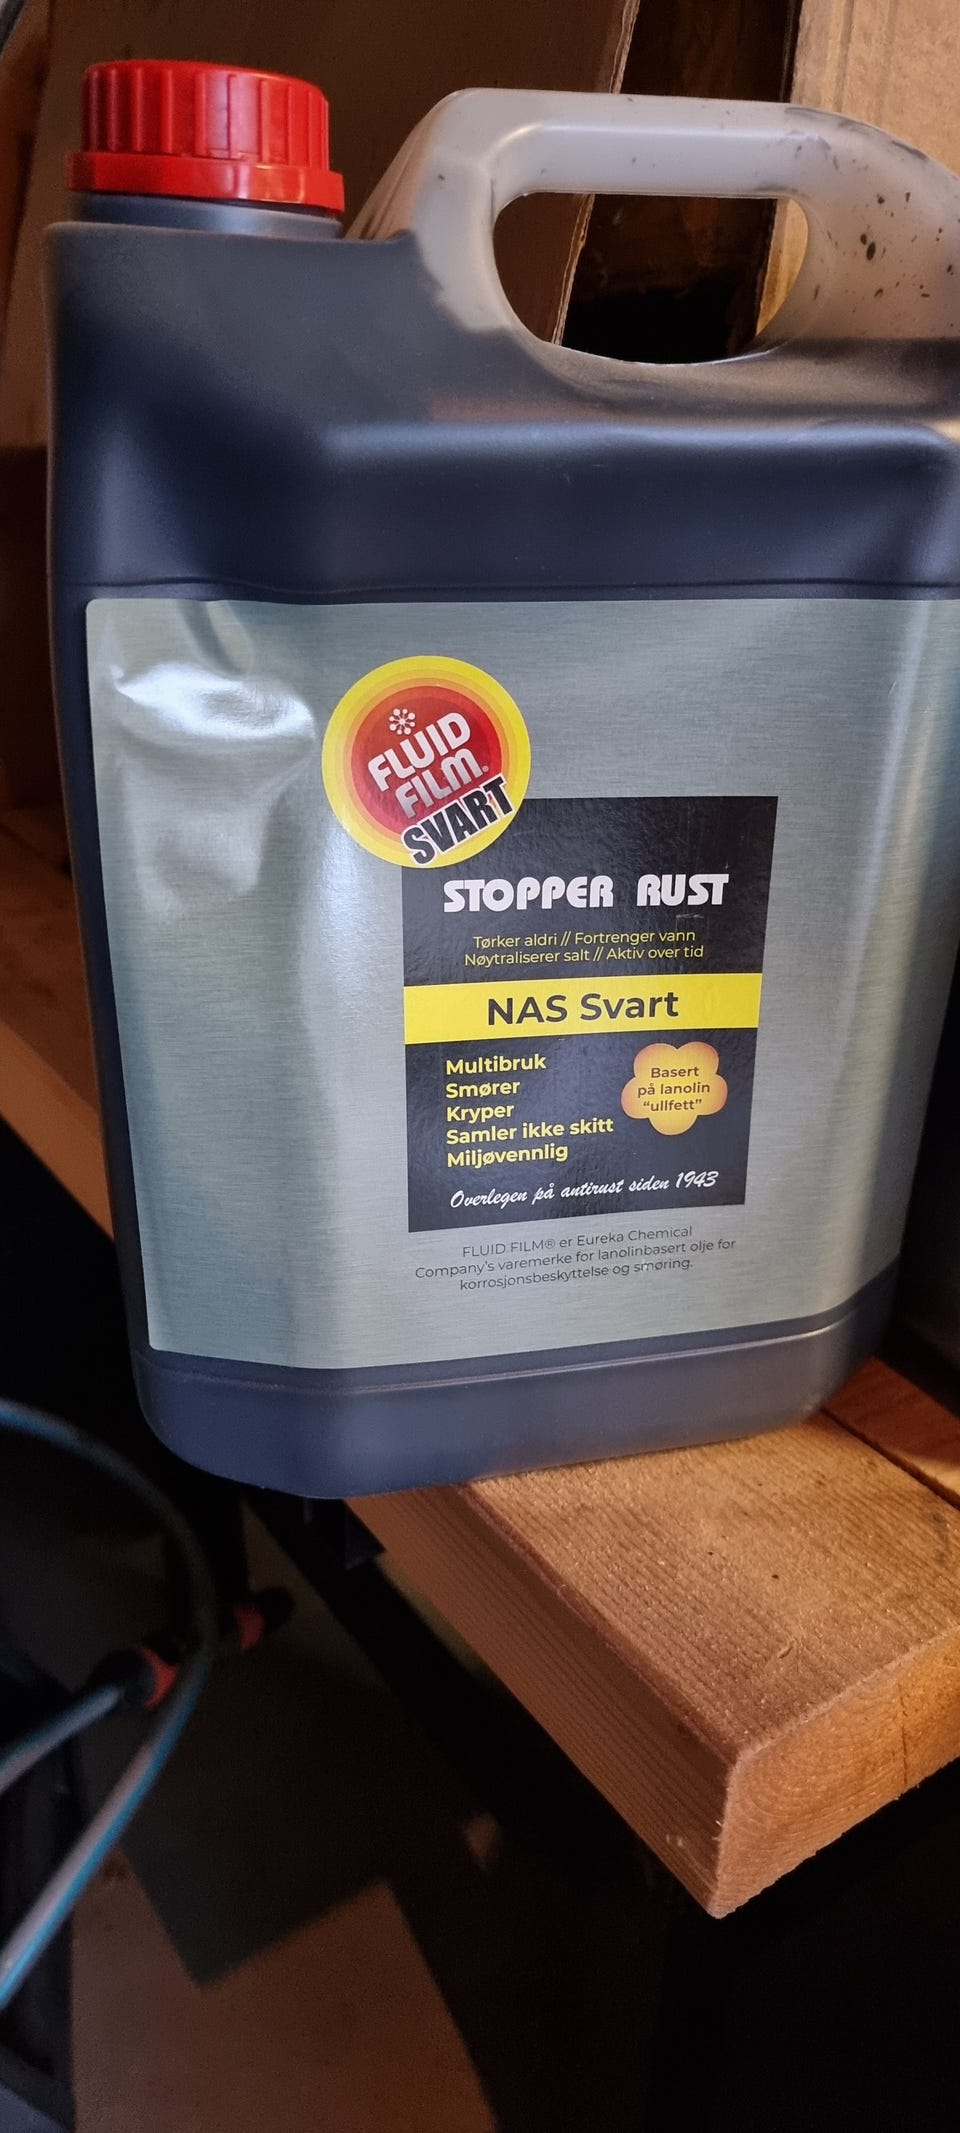 FLUID
FILM®
SVART
STOPPER RUST
Tørker aldri // Fortrenger vann
Nøytraliserer salt // Aktiv over tid
NAS Svart
Multibruk
Smører
Kryper
Samler ikke skitt
Miljøvennlig
Basert
på lanolin
“ullfett”
Overlegen på antirust siden 1943
FLUID FILM® er Eureka Chemical
Company's varemerke for lanolinbasert olje for
korrosjonsbeskyttelse og smøring.